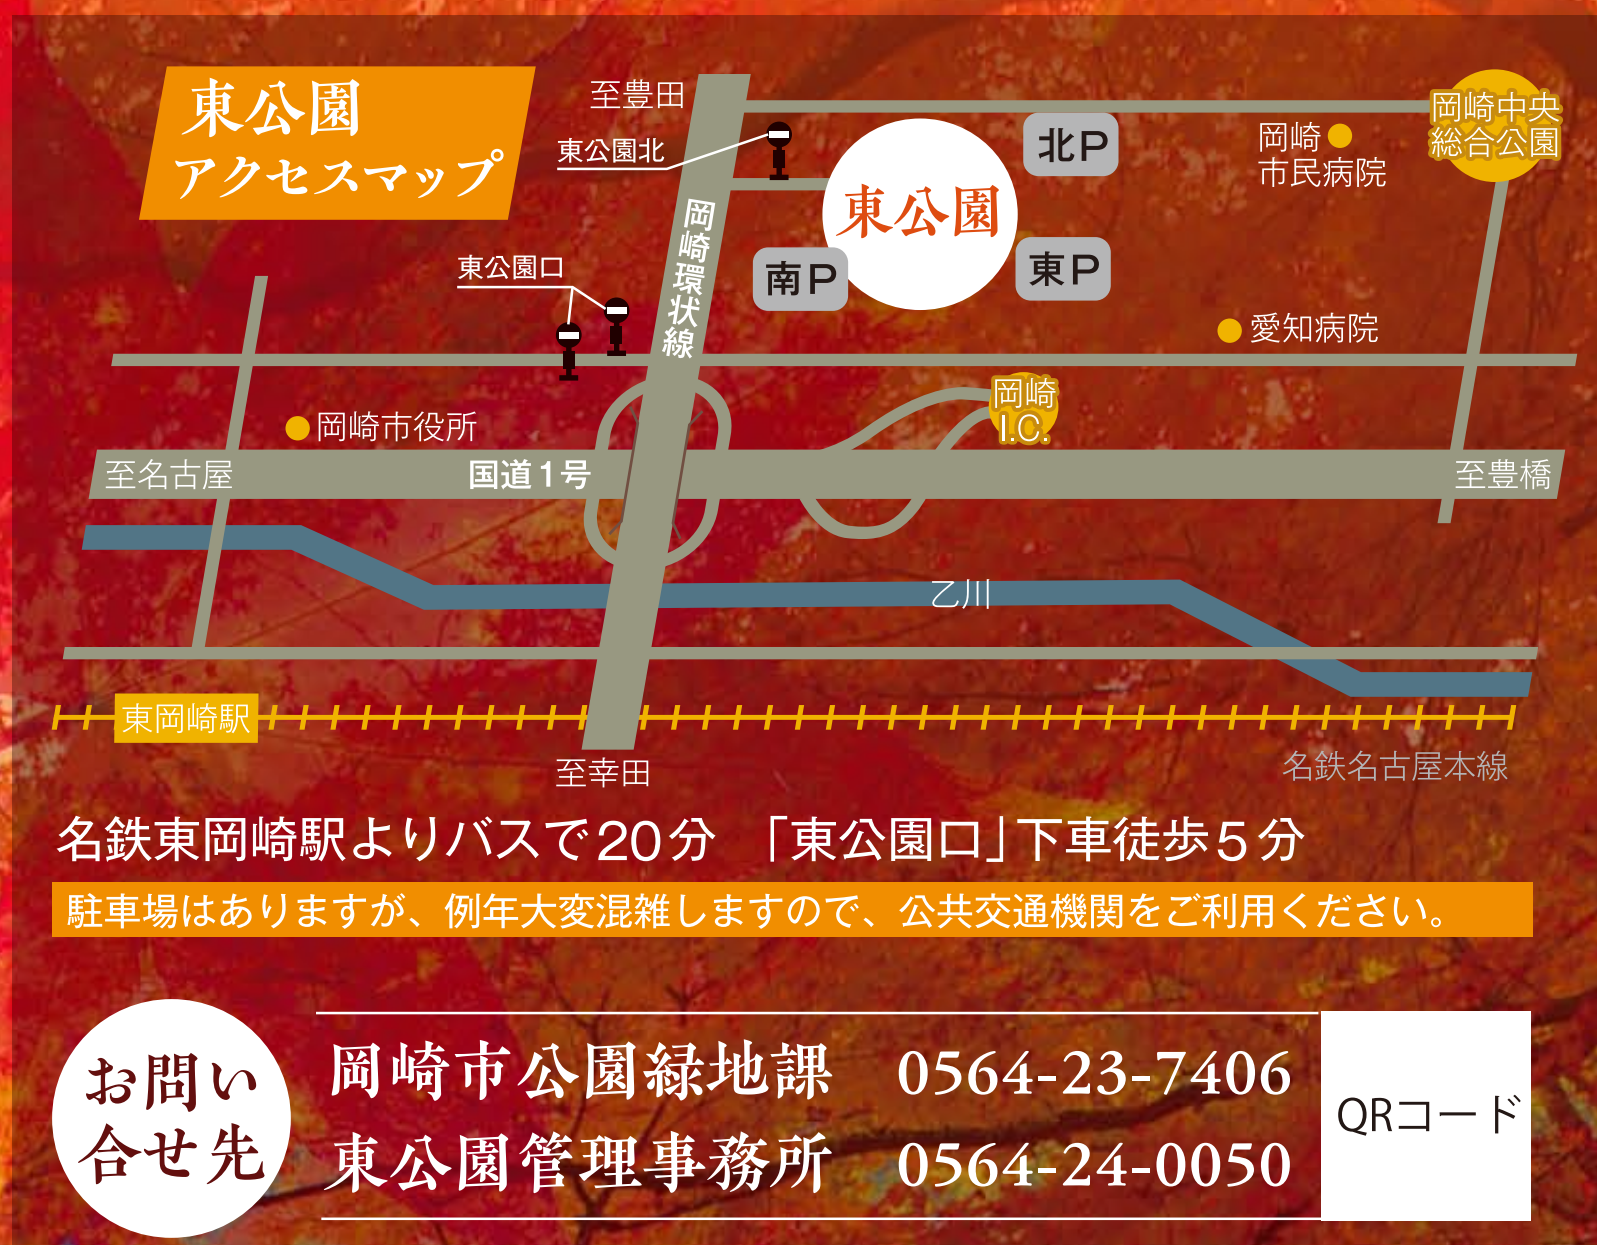 東公園
アクセスマップ
至豊田
東公園北
岡崎中央
総合公園
岡崎
市民病院
北P
東公園
岡崎環状線
東公園口
南P
東P
愛知病院
岡崎
I.C.
岡崎市役所
至名古屋
国道1号
至豊橋
乙川
東岡崎駅
至幸田
名鉄名古屋本線
名鉄東岡崎駅よりバスで20分 「東公園口」下車徒歩5分
駐車場はありますが、例年大変混雑しますので、公共交通機関をご利用ください。
お問い
合せ先
岡崎市公園緑地課 0564-23-7406
東公園管理事務所 0564-24-0050
QRコード